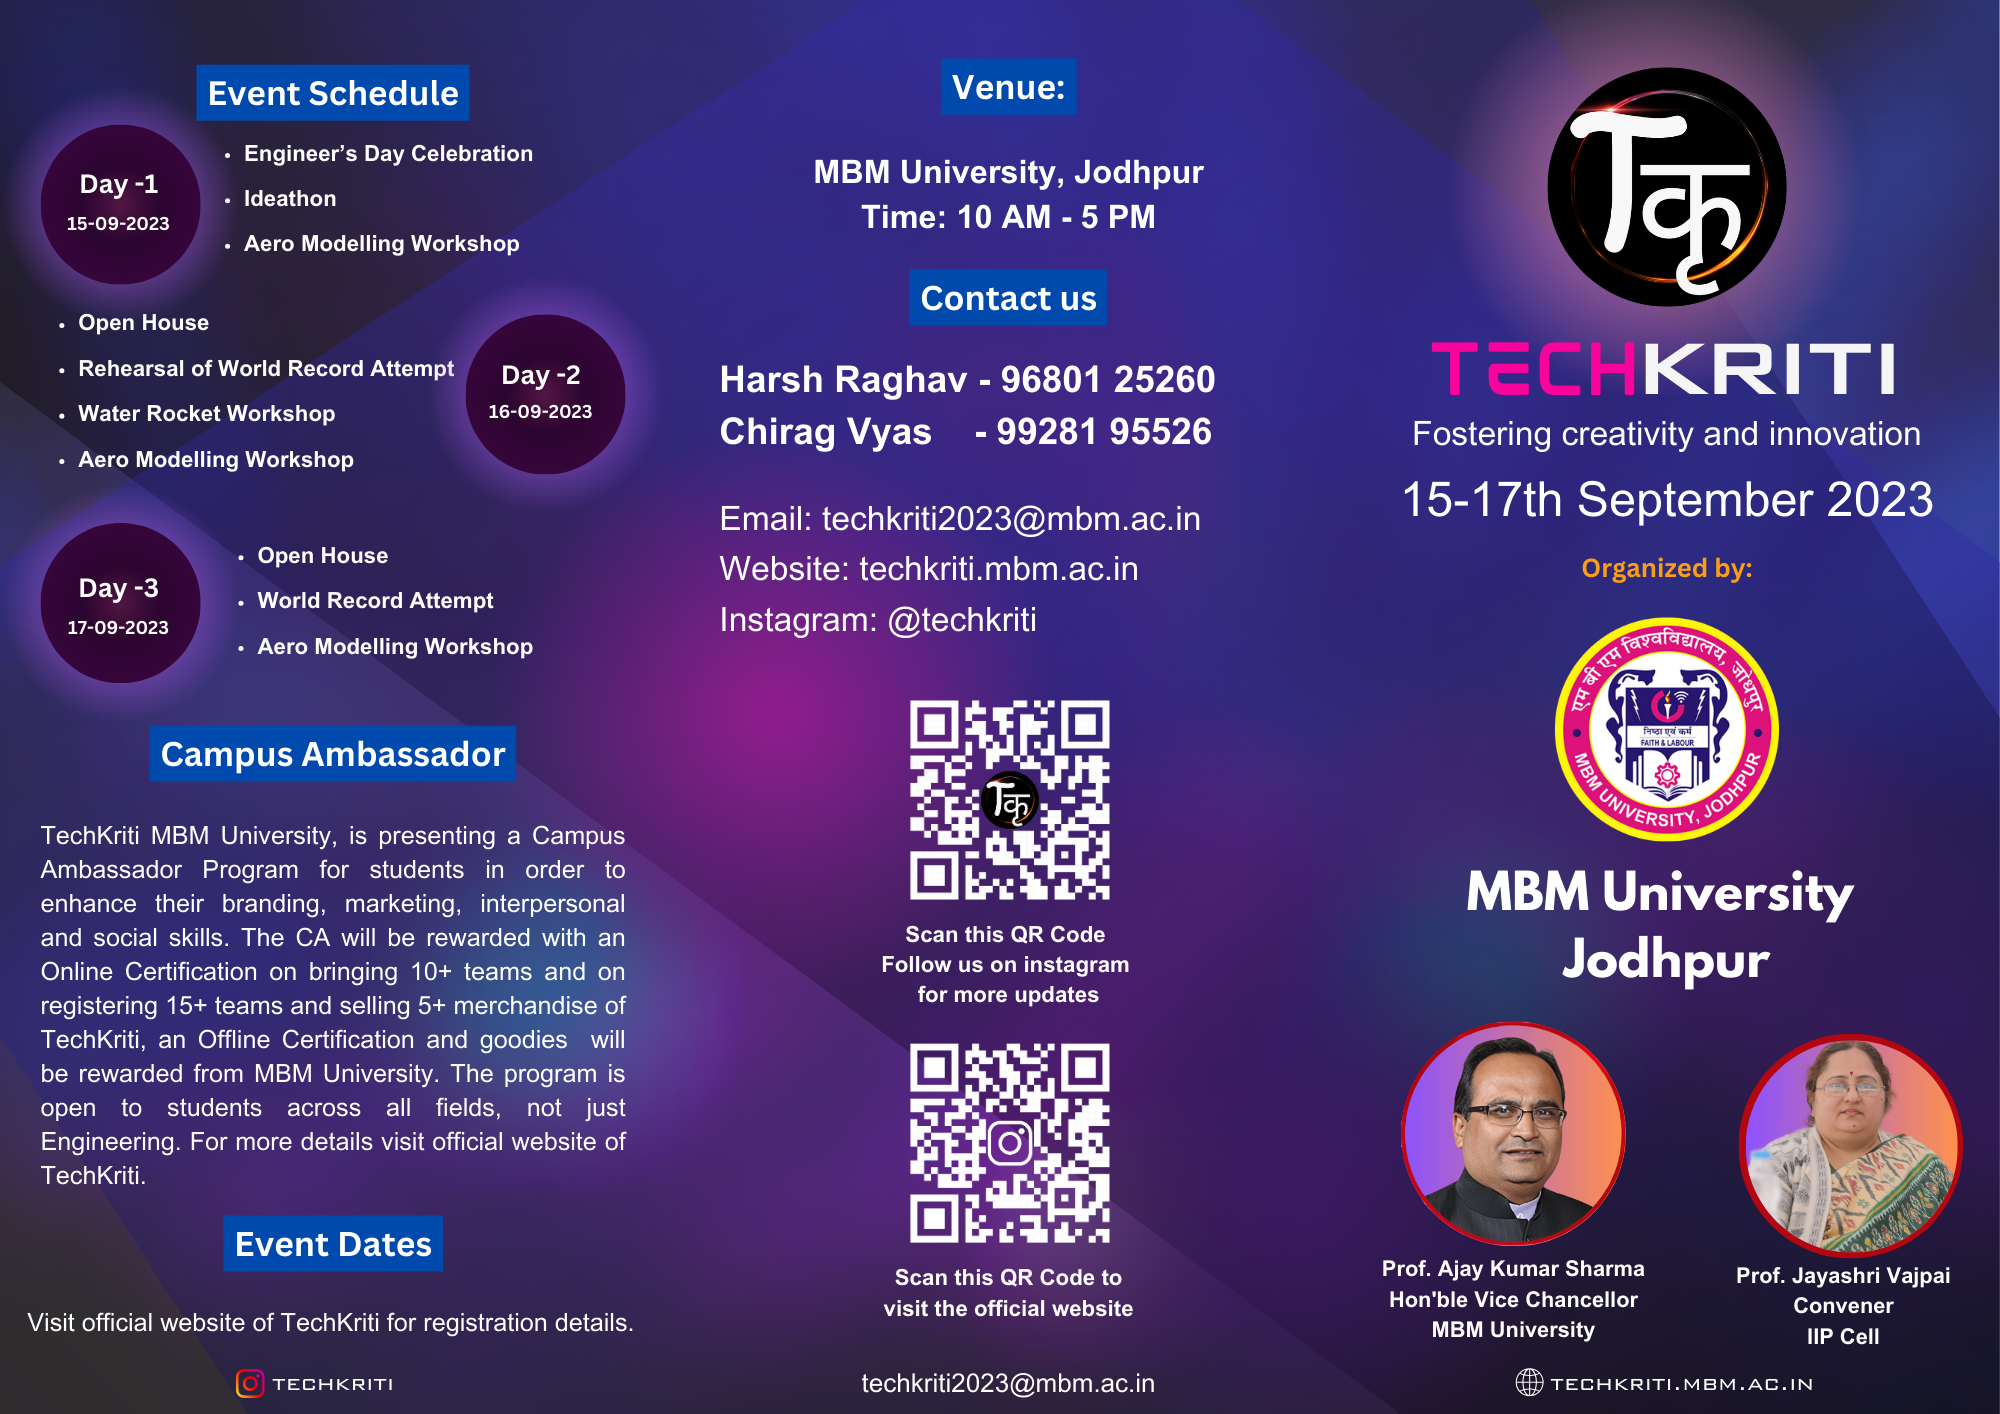 Event Schedule
Day -1
15-09-2023
• Engineer’s Day Celebration
• Ideathon
• Aero Modelling Workshop
• Open House
• Rehearsal of World Record Attempt
• Water Rocket Workshop
• Aero Modelling Workshop
Day -2
16-09-2023
Day -3
17-09-2023
• Open House
• World Record Attempt
• Aero Modelling Workshop
Campus Ambassador
TechKriti MBM University, is presenting a Campus
Ambassador Program for students in order to
enhance their branding, marketing, interpersonal
and social skills. The CA will be rewarded with an
Online Certification on bringing 10+ teams and on
registering 15+ teams and selling 5+ merchandise of
TechKriti, an Offline Certification and goodies will
be rewarded from MBM University. The program is
open to students across all fields, not just
Engineering. For more details visit official website of
TechKriti.
Event Dates
Visit official website of TechKriti for registration details.
TECHKRITI
Venue:
MBM University, Jodhpur
Time: 10 AM - 5 PM
Contact us
Harsh Raghav - 96801 25260
Chirag Vyas - 99281 95526
Email: techkriti2023@mbm.ac.in
Website: techkriti.mbm.ac.in
Instagram: @techkriti
Tकृ
Scan this QR Code
Follow us on instagram
for more updates
Scan this QR Code to
visit the official website
techkriti2023@mbm.ac.in
Tकृ
TECHKRITI
Fostering creativity and innovation
15-17th September 2023
Organized by:
एम बी एम विश्वविद्यालय, जोधपुर
निष्ठा एवं कर्म
FAITH & LABOUR
MBM UNIVERSITY, JODHPUR
MBM University
Jodhpur
Prof. Ajay Kumar Sharma
Hon'ble Vice Chancellor
MBM University
Prof. Jayashri Vajpai
Convener
IIP Cell
TECHKRITI.MBM.AC.IN